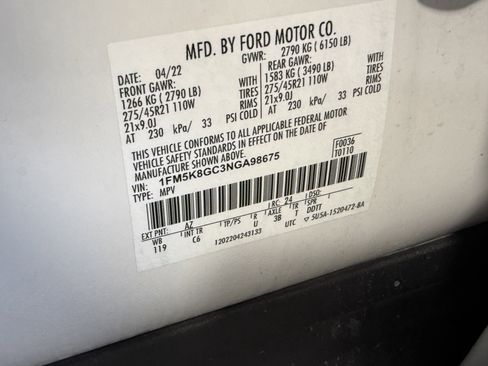 MFD. BY FORD MOTOR CO.
DATE: 04/22 GVWR: 2790 KG ( 6150 LB)
FRONT GAWR: REAR GAWR:
1266 KG ( 2790 LB) WITH 1583 KG ( 3490 LB) WITH
275/45R21 110W TIRES 275/45R21 110W TIRES
21x9.0J RIMS 21x9.0J RIMS
AT 230 kPa/ 33 PSI COLD AT 230 kPa/ 33 PSI COLD
THIS VEHICLE CONFORMS TO ALL APPLICABLE FEDERAL MOTOR
VEHICLE SAFETY STANDARDS IN EFFECT ON THE DATE OF
MANUFACTURE SHOWN ABOVE. F0036
VIN: 1FM5K8GC3NGA98675 T0110
TYPE: MPV
EXT PNT: AZ RC: 24 DSO:
WB INT TR TP/PS R AXLE TR SPR
119 C6 U 3B T DDTT
1202204243133 UTC 5U5A-1520472-BA